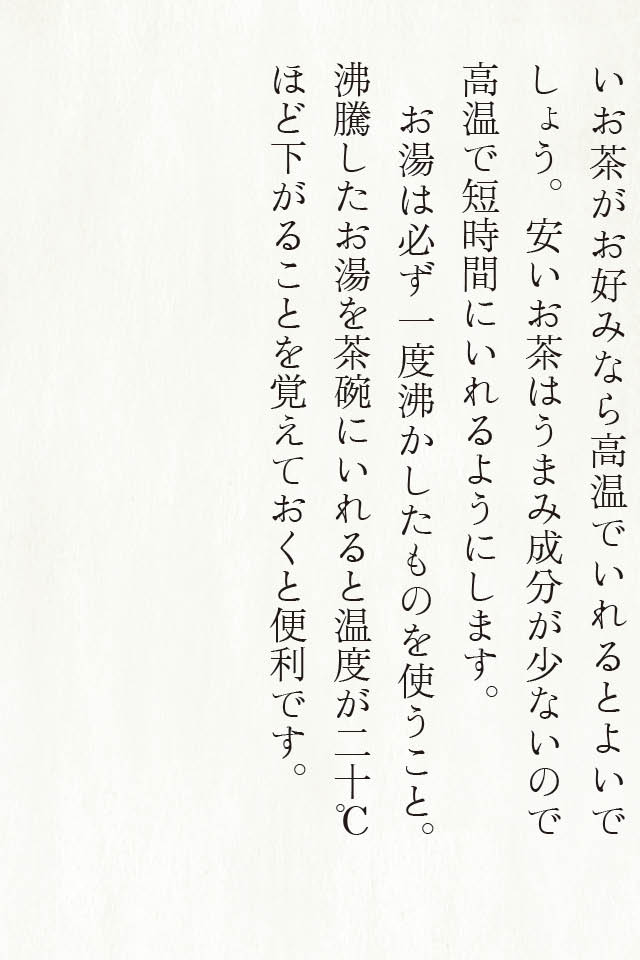 いお茶がお好みなら高温でいれるとよいで
しょう。安いお茶はうまみ成分が少ないので
高温で短時間にいれるようにします。
お湯は必ず一度沸かしたものを使うこと。
沸騰したお湯を茶碗にいれると温度が二十℃
ほど下がることを覚えておくと便利です。